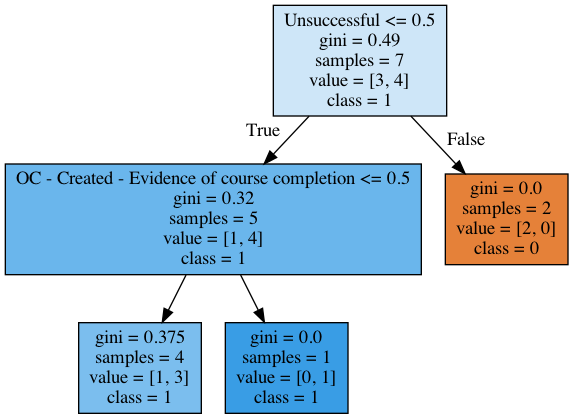 Unsuccessful <= 0.5
gini = 0.49
samples = 7
value = [3, 4]
class = 1
True
False
OC - Created - Evidence of course completion <= 0.5
gini = 0.32
samples = 5
value = [1, 4]
class = 1
gini = 0.0
samples = 2
value = [2, 0]
class = 0
gini = 0.375
samples = 4
value = [1, 3]
class = 1
gini = 0.0
samples = 1
value = [0, 1]
class = 1